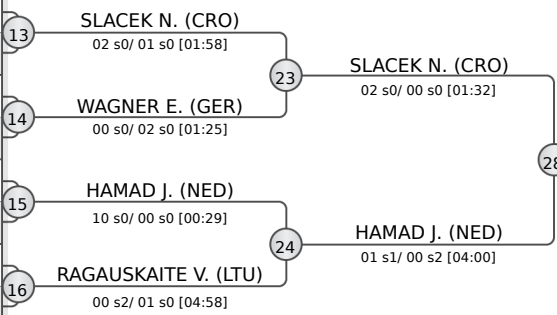 13
SLACEK N. (CRO)
02 s0/ 01 s0 [01:58]
23
SLACEK N. (CRO)
02 s0/ 00 s0 [01:32]
14
WAGNER E. (GER)
00 s0/ 02 s0 [01:25]
28
15
HAMAD J. (NED)
10 s0/ 00 s0 [00:29]
24
HAMAD J. (NED)
01 s1/ 00 s2 [04:00]
16
RAGAUSKAITE V. (LTU)
00 s2/ 01 s0 [04:58]